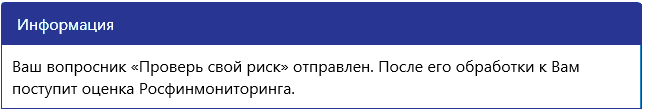 Информация
Ваш вопросник «Проверь свой риск» отправлен. После его обработки к Вам
поступит оценка Росфинмониторинга.